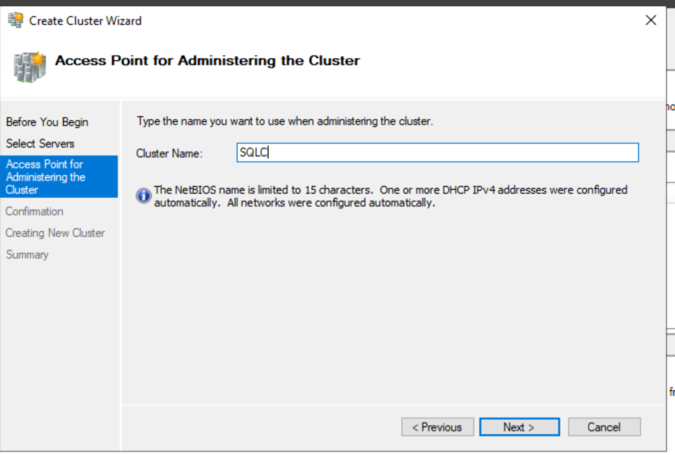 Create Cluster Wizard
Access Point for Administering the Cluster
Before You Begin
Select Servers
Access Point for
Administering the
Cluster
Confirmation
Creating New Cluster
Summary
Type the name you want to use when administering the cluster.
Cluster Name: SQLC
The NetBIOS name is limited to 15 characters. One or more DHCP IPv4 addresses were configured
automatically. All networks were configured automatically.
< Previous Next > Cancel